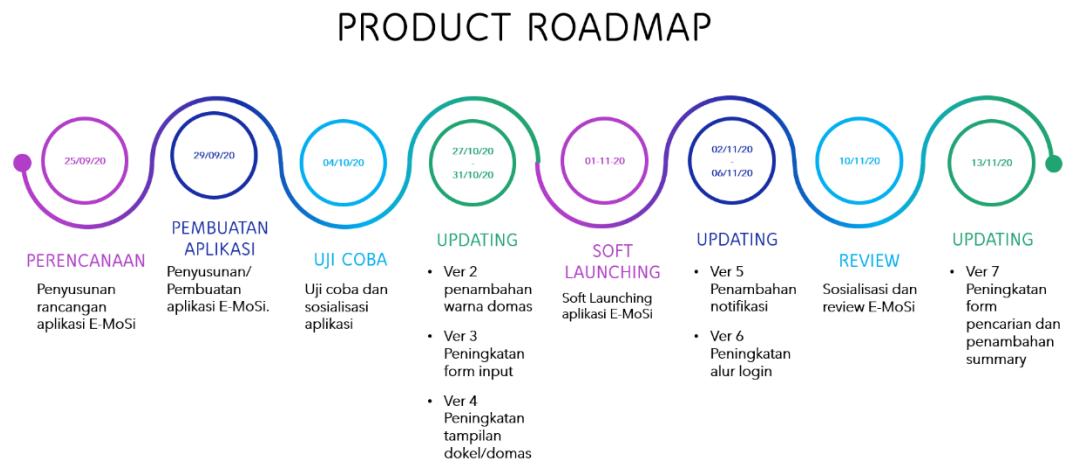 PRODUCT ROADMAP
25/09/20
PERENCANAAN
Penyusunan
rancangan
aplikasi E-MoSi
29/09/20
PEMBUATAN
APLIKASI
Penyusunan/
Pembuatan
aplikasi E-MoSi.
04/10/20
UJI COBA
Uji coba dan
sosialisasi
aplikasi
27/10/20
-
31/10/20
UPDATING
• Ver 2
penambahan
warna domas
• Ver 3
Peningkatan
form input
• Ver 4
Peningkatan
tampilan
dokel/domas
01-11-20
SOFT
LAUNCHING
Soft Launching
aplikasi E-MoSi
02/11/20
-
06/11/20
UPDATING
• Ver 5
Penambahan
notifikasi
• Ver 6
Peningkatan
alur login
10/11/20
REVIEW
Sosialisasi dan
review E-MoSi
13/11/20
UPDATING
• Ver 7
Peningkatan
form
pencarian dan
penambahan
summary